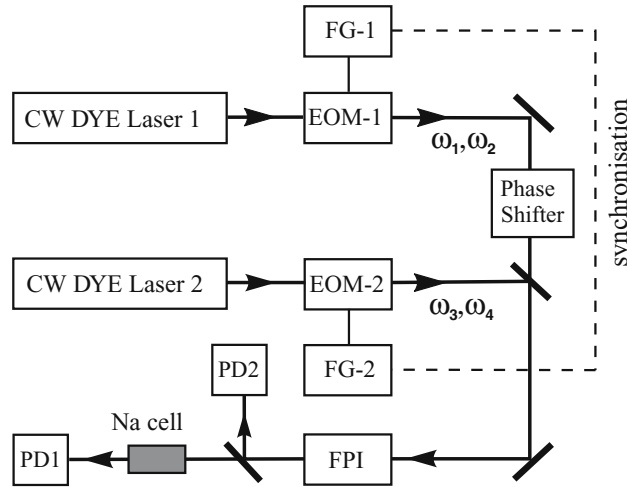 FG-1
CW DYE Laser 1
EOM-1
ω₁,ω₂
Phase
Shifter
synchronisation
CW DYE Laser 2
EOM-2
ω₃,ω₄
PD2
FG-2
Na cell
PD1
FPI